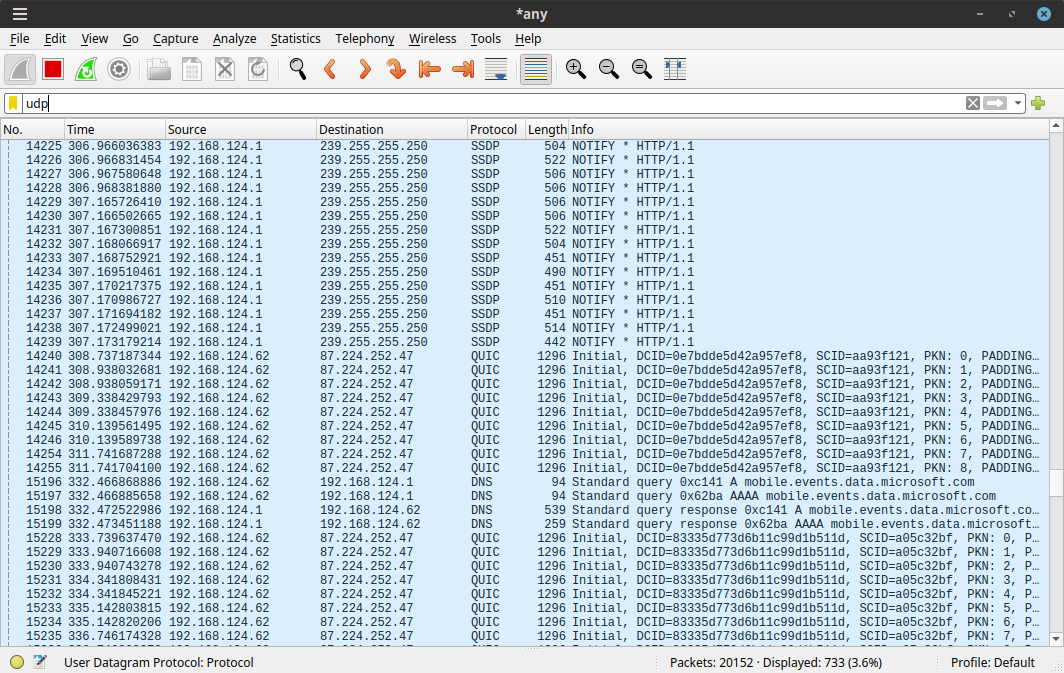 *any
File Edit View Go Capture Analyze Statistics Telephony Wireless Tools Help
udp
No. Time Source Destination Protocol Length Info
14225 306.966036383 192.168.124.1 239.255.255.250 SSDP 504 NOTIFY * HTTP/1.1
14226 306.966831454 192.168.124.1 239.255.255.250 SSDP 522 NOTIFY * HTTP/1.1
14227 306.967580648 192.168.124.1 239.255.255.250 SSDP 506 NOTIFY * HTTP/1.1
14228 306.968381880 192.168.124.1 239.255.255.250 SSDP 506 NOTIFY * HTTP/1.1
14229 307.165726410 192.168.124.1 239.255.255.250 SSDP 506 NOTIFY * HTTP/1.1
14230 307.166502665 192.168.124.1 239.255.255.250 SSDP 506 NOTIFY * HTTP/1.1
14231 307.167300851 192.168.124.1 239.255.255.250 SSDP 522 NOTIFY * HTTP/1.1
14232 307.168066917 192.168.124.1 239.255.255.250 SSDP 504 NOTIFY * HTTP/1.1
14233 307.168752921 192.168.124.1 239.255.255.250 SSDP 451 NOTIFY * HTTP/1.1
14234 307.169510461 192.168.124.1 239.255.255.250 SSDP 490 NOTIFY * HTTP/1.1
14235 307.170217375 192.168.124.1 239.255.255.250 SSDP 451 NOTIFY * HTTP/1.1
14236 307.170986727 192.168.124.1 239.255.255.250 SSDP 510 NOTIFY * HTTP/1.1
14237 307.171694182 192.168.124.1 239.255.255.250 SSDP 451 NOTIFY * HTTP/1.1
14238 307.172499021 192.168.124.1 239.255.255.250 SSDP 514 NOTIFY * HTTP/1.1
14239 307.173179214 192.168.124.1 239.255.255.250 SSDP 442 NOTIFY * HTTP/1.1
14240 308.737187344 192.168.124.62 87.224.252.47 QUIC 1296 Initial, DCID=0e7bdde5d42a957ef8, SCID=aa93f121, PKN: 0, PADDING…
14241 308.938032681 192.168.124.62 87.224.252.47 QUIC 1296 Initial, DCID=0e7bdde5d42a957ef8, SCID=aa93f121, PKN: 1, PADDING…
14242 308.938059171 192.168.124.62 87.224.252.47 QUIC 1296 Initial, DCID=0e7bdde5d42a957ef8, SCID=aa93f121, PKN: 2, PADDING…
14243 309.338429793 192.168.124.62 87.224.252.47 QUIC 1296 Initial, DCID=0e7bdde5d42a957ef8, SCID=aa93f121, PKN: 3, PADDING…
14244 309.338457976 192.168.124.62 87.224.252.47 QUIC 1296 Initial, DCID=0e7bdde5d42a957ef8, SCID=aa93f121, PKN: 4, PADDING…
14245 310.139561495 192.168.124.62 87.224.252.47 QUIC 1296 Initial, DCID=0e7bdde5d42a957ef8, SCID=aa93f121, PKN: 5, PADDING…
14246 310.139589738 192.168.124.62 87.224.252.47 QUIC 1296 Initial, DCID=0e7bdde5d42a957ef8, SCID=aa93f121, PKN: 6, PADDING…
14254 311.741687288 192.168.124.62 87.224.252.47 QUIC 1296 Initial, DCID=0e7bdde5d42a957ef8, SCID=aa93f121, PKN: 7, PADDING…
14255 311.741704100 192.168.124.62 87.224.252.47 QUIC 1296 Initial, DCID=0e7bdde5d42a957ef8, SCID=aa93f121, PKN: 8, PADDING…
15196 332.466868886 192.168.124.62 192.168.124.1 DNS 94 Standard query 0xc141 A mobile.events.data.microsoft.com
15197 332.466885658 192.168.124.62 192.168.124.1 DNS 94 Standard query 0x62ba AAAA mobile.events.data.microsoft.com
15198 332.472522986 192.168.124.1 192.168.124.62 DNS 539 Standard query response 0xc141 A mobile.events.data.microsoft.co…
15199 332.473451188 192.168.124.1 192.168.124.62 DNS 259 Standard query response 0x62ba AAAA mobile.events.data.microsoft…
15228 333.739637470 192.168.124.62 87.224.252.47 QUIC 1296 Initial, DCID=83335d773d6b11c99d1b511d, SCID=a05c32bf, PKN: 0, P…
15229 333.940716608 192.168.124.62 87.224.252.47 QUIC 1296 Initial, DCID=83335d773d6b11c99d1b511d, SCID=a05c32bf, PKN: 1, P…
15230 333.940743278 192.168.124.62 87.224.252.47 QUIC 1296 Initial, DCID=83335d773d6b11c99d1b511d, SCID=a05c32bf, PKN: 2, P…
15231 334.341808431 192.168.124.62 87.224.252.47 QUIC 1296 Initial, DCID=83335d773d6b11c99d1b511d, SCID=a05c32bf, PKN: 3, P…
15232 334.341845221 192.168.124.62 87.224.252.47 QUIC 1296 Initial, DCID=83335d773d6b11c99d1b511d, SCID=a05c32bf, PKN: 4, P…
15233 335.142803815 192.168.124.62 87.224.252.47 QUIC 1296 Initial, DCID=83335d773d6b11c99d1b511d, SCID=a05c32bf, PKN: 5, P…
15234 335.142820206 192.168.124.62 87.224.252.47 QUIC 1296 Initial, DCID=83335d773d6b11c99d1b511d, SCID=a05c32bf, PKN: 6, P…
15235 336.746174328 192.168.124.62 87.224.252.47 QUIC 1296 Initial, DCID=83335d773d6b11c99d1b511d, SCID=a05c32bf, PKN: 7, P…
User Datagram Protocol: Protocol Packets: 20152 · Displayed: 733 (3.6%) Profile: Default